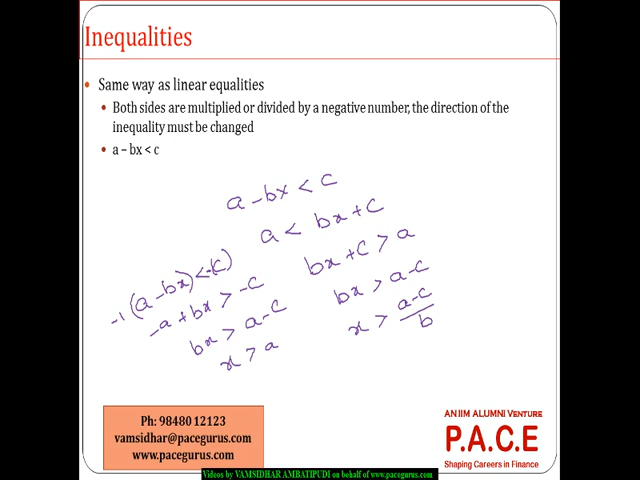 Inequalities
• Same way as linear equalities
• Both sides are multiplied or divided by a negative number, the direction of the
inequality must be changed
• a – bx < c
a - bx < c
a < bx + c
bx + c > a
bx > a - c
x > a - c / b
-1 (a - bx) < -(c)
-a + bx > -c
bx > a - c
x > a
Ph: 98480 12123
vamsidhar@pacegurus.com
www.pacegurus.com
AN IIM ALUMNI VENTURE
P.A.C.E
Shaping Careers in Finance
Videos by VAMSIDHAR AMBATIPUDI on behalf of www.pacegurus.com